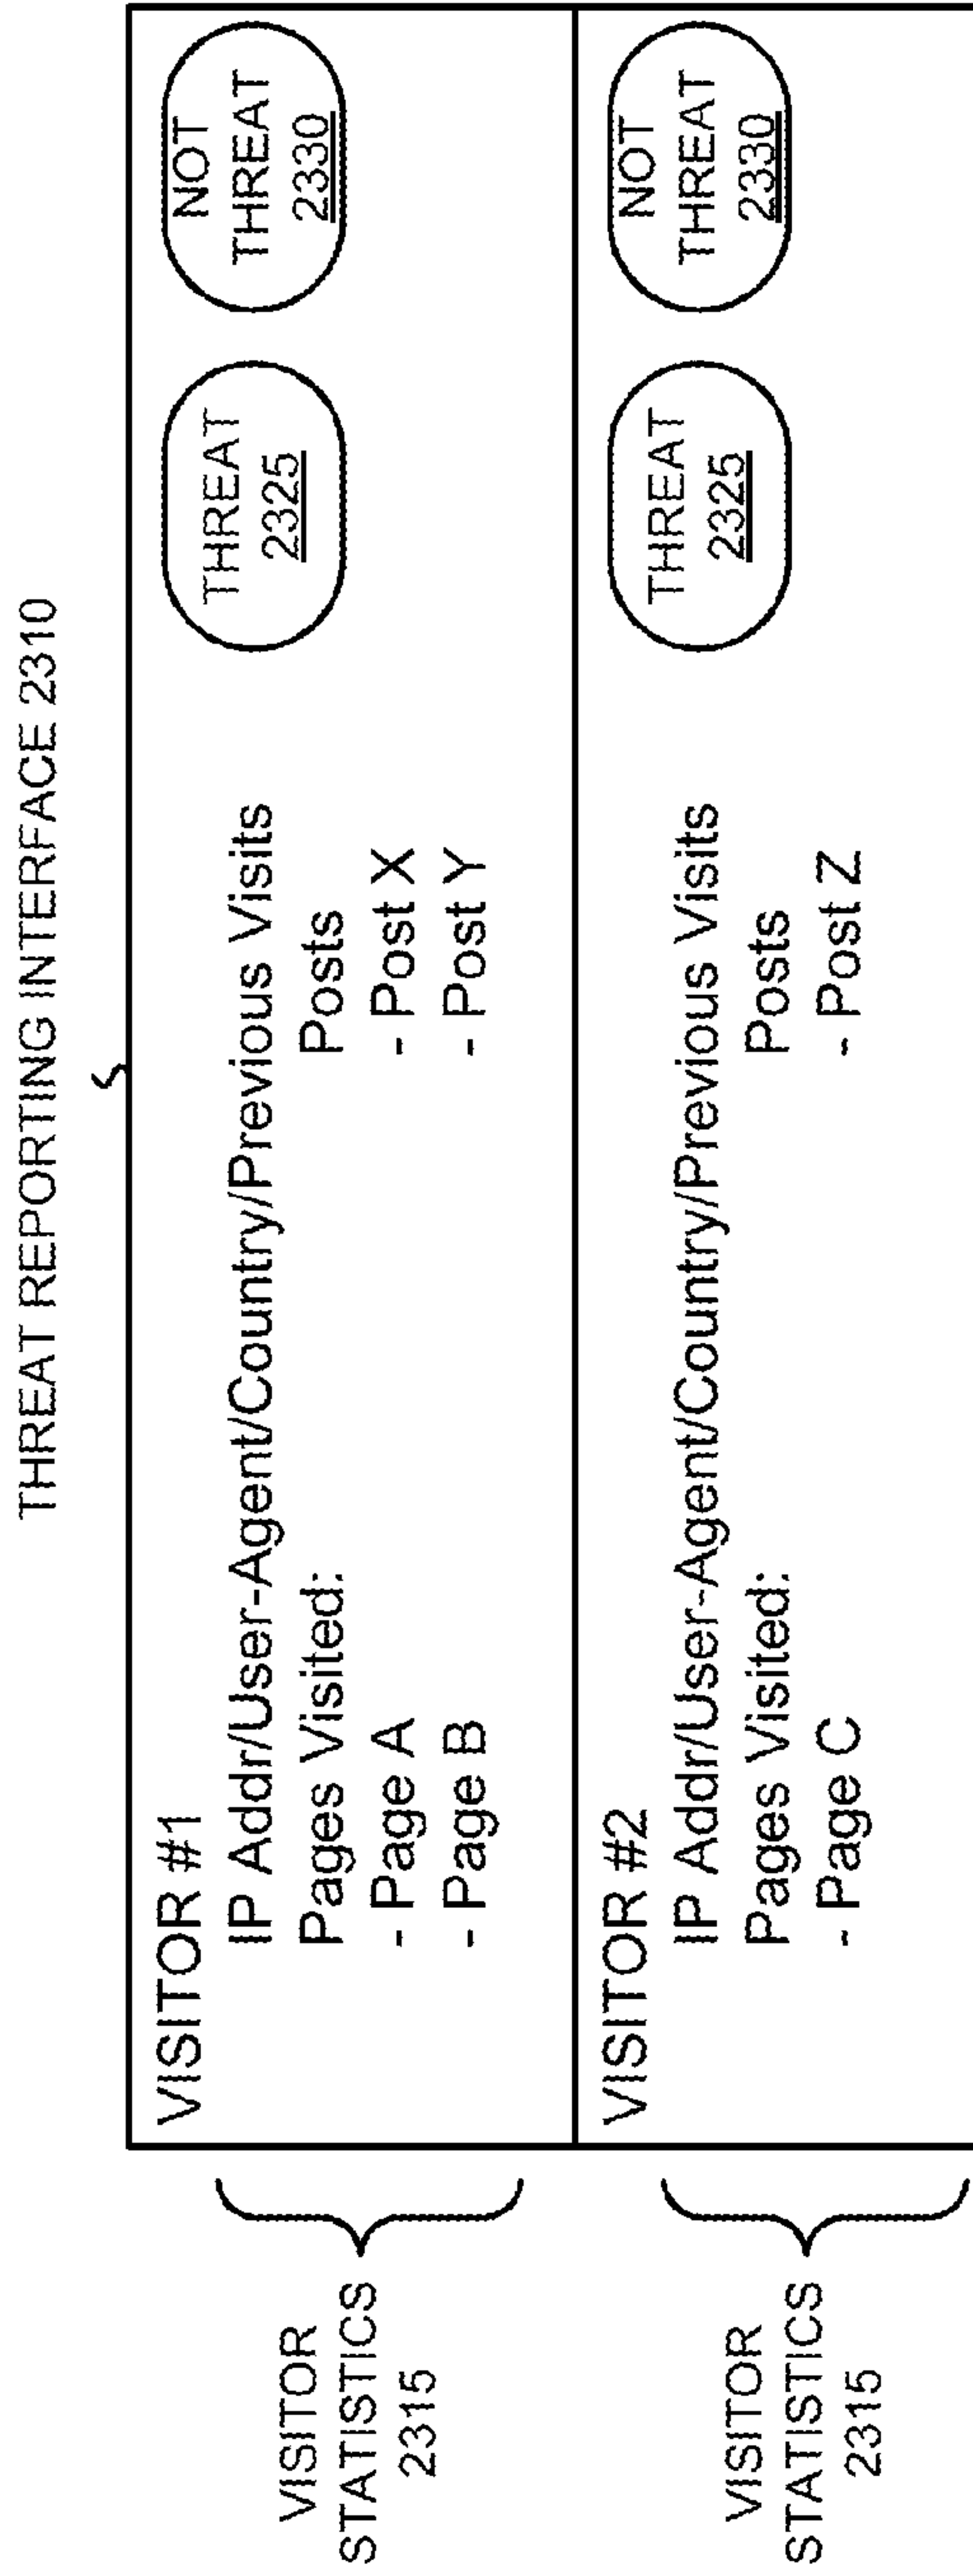 THREAT REPORTING INTERFACE 2310
VISITOR #1
IP Addr/User-Agent/Country/Previous Visits
Pages Visited:
Posts
- Page A
- Post X
- Page B
- Post Y
THREAT
2325
NOT
THREAT
2330
VISITOR
STATISTICS
2315
VISITOR #2
IP Addr/User-Agent/Country/Previous Visits
Pages Visited:
Posts
- Page C
- Post Z
THREAT
2325
NOT
THREAT
2330
VISITOR
STATISTICS
2315